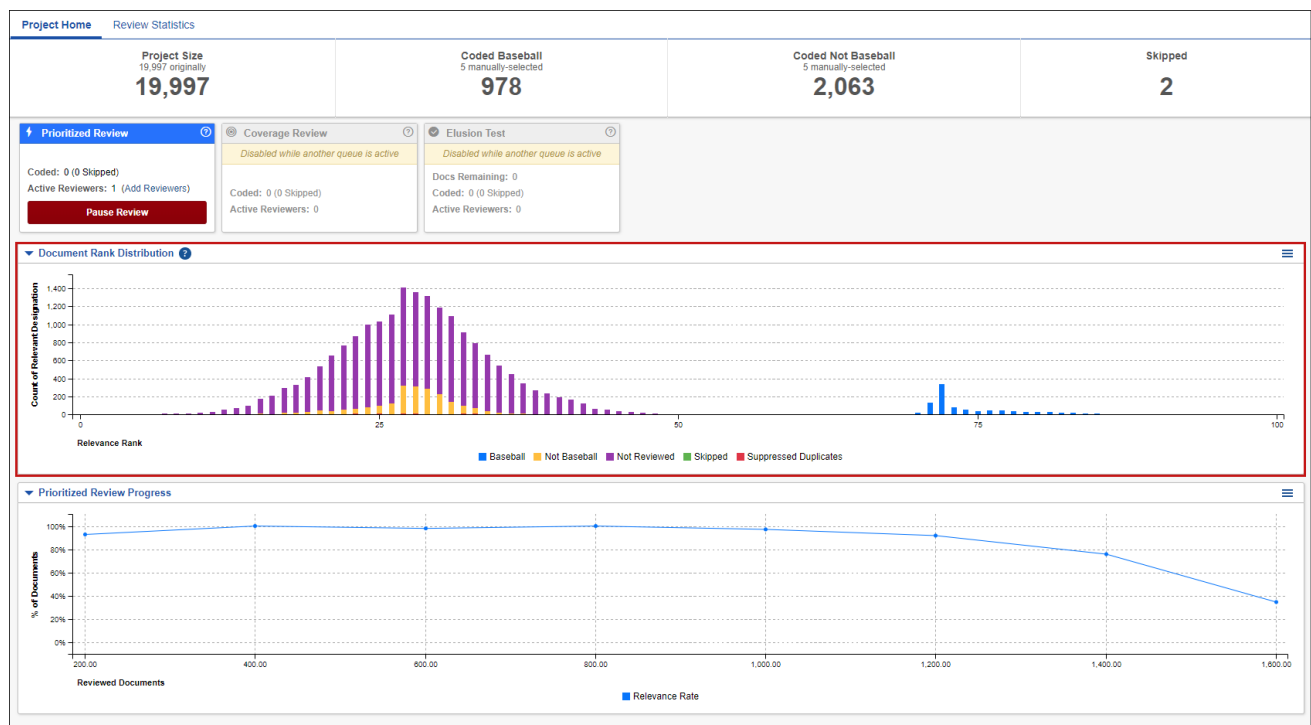 Project Home Review Statistics
Project Size
19,997 originally
19,997
Coded Baseball
5 manually-selected
978
Coded Not Baseball
5 manually-selected
2,063
Skipped
2
Prioritized Review ?
Coded: 0 (0 Skipped)
Active Reviewers: 1 (Add Reviewers)
Pause Review
Coverage Review ?
Disabled while another queue is active
Coded: 0 (0 Skipped)
Active Reviewers: 0
Elusion Test ?
Disabled while another queue is active
Docs Remaining: 0
Coded: 0 (0 Skipped)
Active Reviewers: 0
Document Rank Distribution ?
Count of Relevant Designation
1,400
1,200
1,000
800
600
400
200
0
0 25 50 75 100
Relevance Rank
Baseball Not Baseball Not Reviewed Skipped Suppressed Duplicates
Prioritized Review Progress
% of Documents
100%
80%
60%
40%
20%
0%
200.00 400.00 600.00 800.00 1,000.00 1,200.00 1,400.00 1,600.00
Reviewed Documents
Relevance Rate